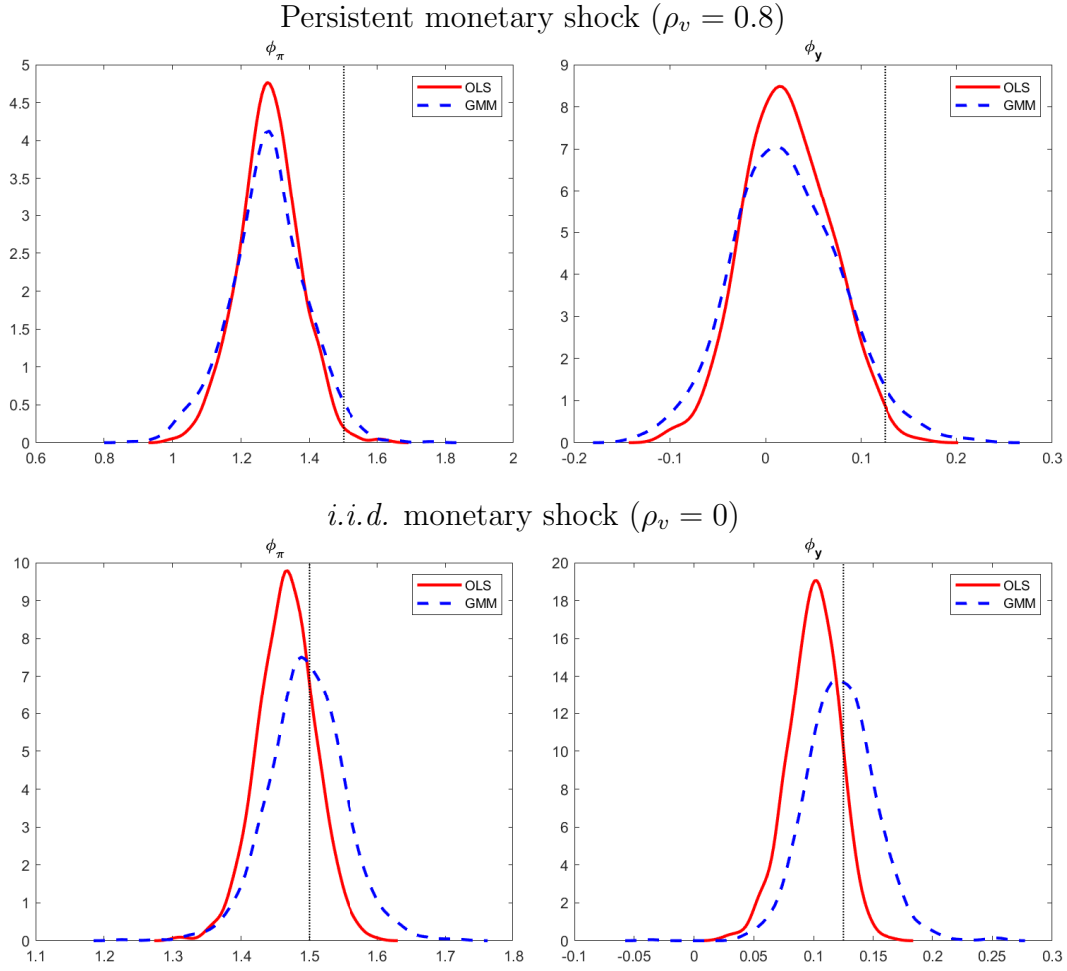 Persistent monetary shock (ρ_v = 0.8)
ϕ_π
ϕ_y
5
4.5
4
3.5
3
2.5
2
1.5
1
0.5
0
0.6 0.8 1 1.2 1.4 1.6 1.8 2
OLS
GMM
9
8
7
6
5
4
3
2
1
0
-0.2 -0.1 0 0.1 0.2 0.3
OLS
GMM
i.i.d. monetary shock (ρ_v = 0)
ϕ_π
ϕ_y
10
9
8
7
6
5
4
3
2
1
0
1.1 1.2 1.3 1.4 1.5 1.6 1.7 1.8
OLS
GMM
20
18
16
14
12
10
8
6
4
2
0
-0.1 -0.05 0 0.05 0.1 0.15 0.2 0.25 0.3
OLS
GMM